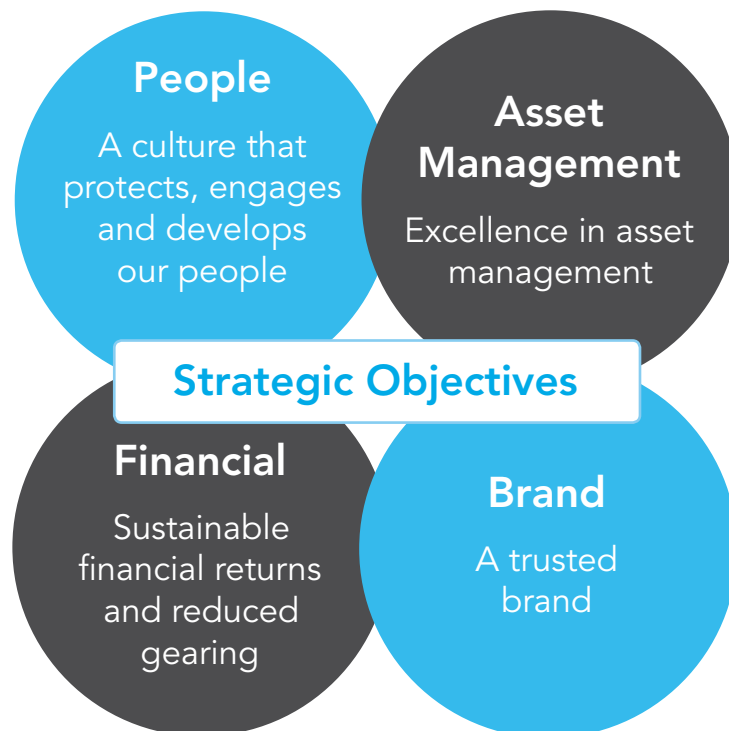 People
A culture that
protects, engages
and develops
our people
Asset
Management
Excellence in asset
management
Strategic Objectives
Financial
Sustainable
financial returns
and reduced
gearing
Brand
A trusted
brand